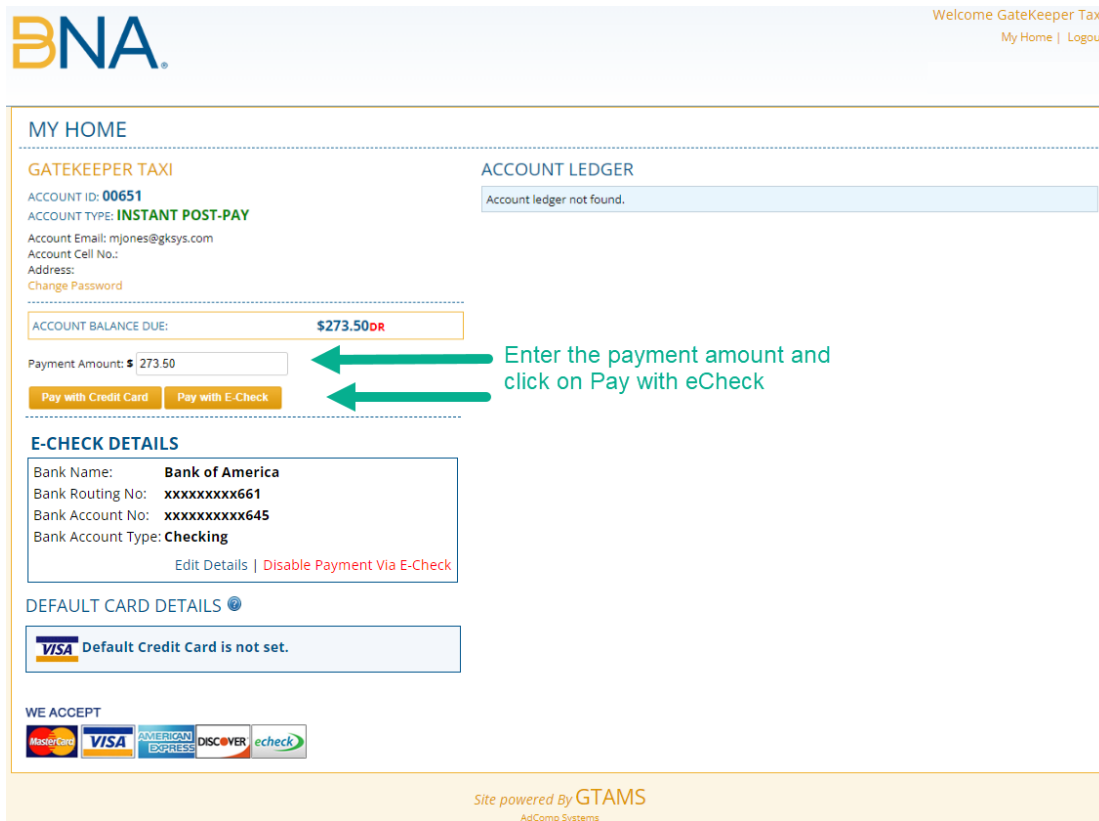 BNA.
Welcome GateKeeper Tax
My Home | Logou
MY HOME
GATEKEEPER TAXI
ACCOUNT ID: 00651
ACCOUNT TYPE: INSTANT POST-PAY
Account Email: mjones@gksys.com
Account Cell No.:
Address:
Change Password
ACCOUNT LEDGER
Account ledger not found.
ACCOUNT BALANCE DUE: $273.50DR
Payment Amount: $ 273.50
Pay with Credit Card Pay with E-Check
Enter the payment amount and
click on Pay with eCheck
E-CHECK DETAILS
Bank Name: Bank of America
Bank Routing No: xxxxxxxxx661
Bank Account No: xxxxxxxxxx645
Bank Account Type: Checking
Edit Details | Disable Payment Via E-Check
DEFAULT CARD DETAILS ?
VISA Default Credit Card is not set.
WE ACCEPT
MasterCard VISA AMERICAN EXPRESS DISCOVER echeck
Site powered By GTAMS
AdComp Systems